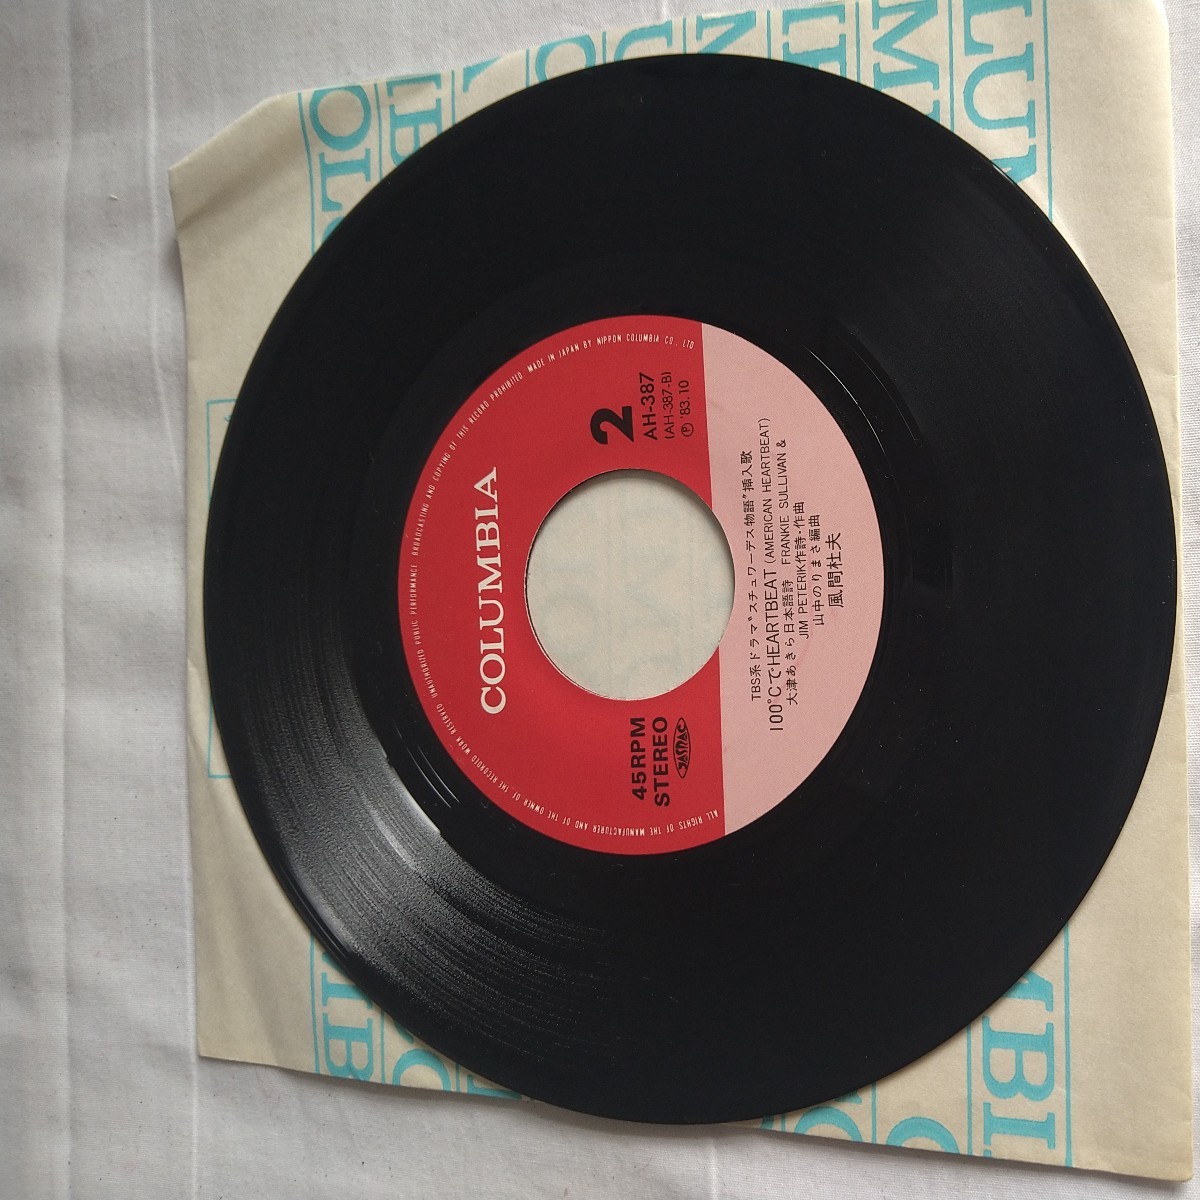 COLUMBIA
45RPM
STEREO
JASRAC
2
AH-387
(AH-387-B)
Ⓟ '83.10
TBS系ドラマ"スチュワーデス物語"挿入歌
100℃でHEARTBEAT (AMERICAN HEARTBEAT)
大津あきら日本語詩 FRANKIE SULLIVAN &
JIM PETERIK作詩・作曲
山中のりまさ編曲
風間杜夫
ALL RIGHTS OF THE MANUFACTURER AND OF THE OWNER OF THE RECORDED WORK RESERVED UNAUTHORIZED PUBLIC PERFORMANCE BROADCASTING AND COPYING OF THIS RECORD PROHIBITED MADE IN JAPAN BY NIPPON COLUMBIA CO., LTD